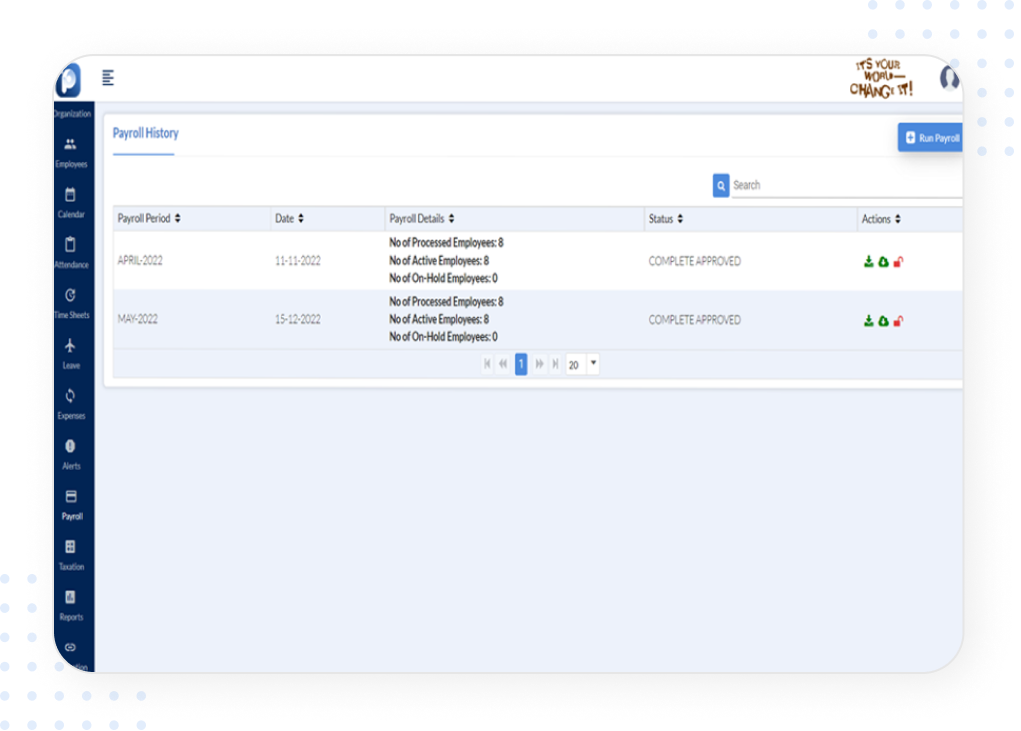 IT'S YOUR
WORLD—
CHANGE IT!
Organization
Employees
Calendar
Attendance
Time Sheets
Leave
Expenses
Alerts
Payroll
Taxation
Reports
Payroll History
Run Payroll
Search
Payroll Period Date Payroll Details Status Actions
APRIL-2022 11-11-2022 No of Processed Employees: 8 COMPLETE APPROVED
No of Active Employees: 8
No of On-Hold Employees: 0
MAY-2022 15-12-2022 No of Processed Employees: 8 COMPLETE APPROVED
No of Active Employees: 8
No of On-Hold Employees: 0
1 20